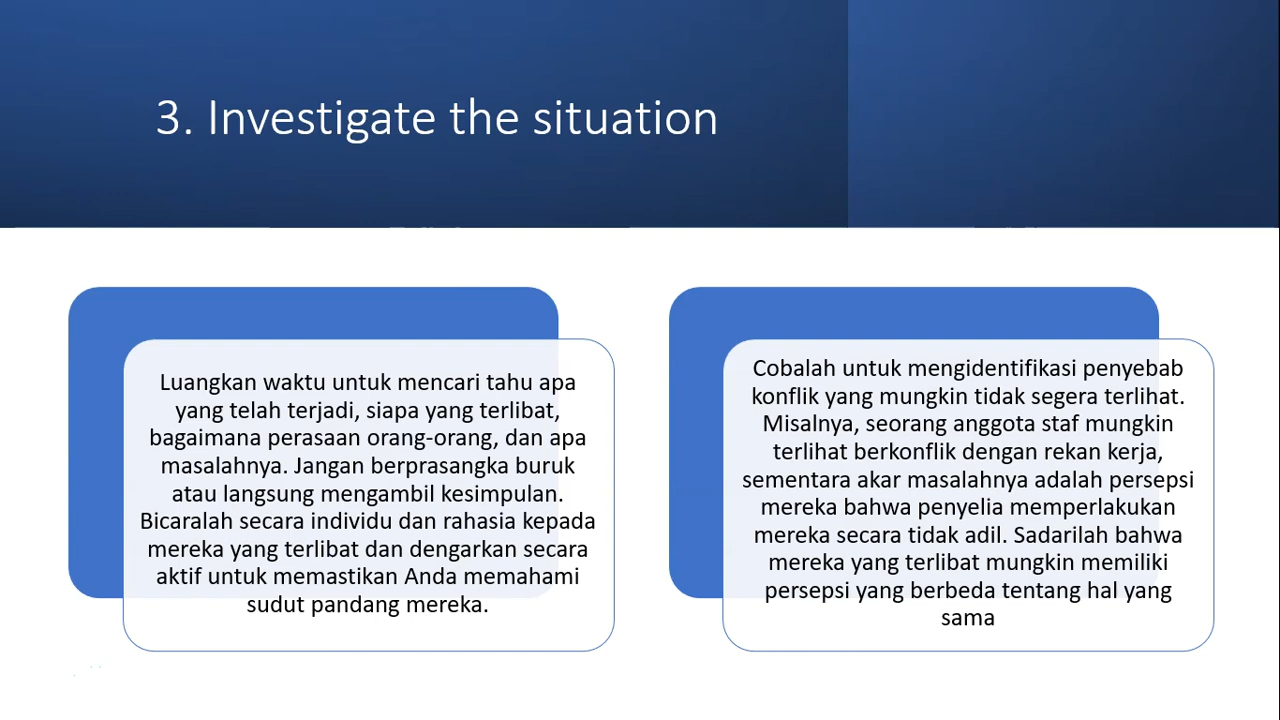 3. Investigate the situation
Luangkan waktu untuk mencari tahu apa
yang telah terjadi, siapa yang terlibat,
bagaimana perasaan orang-orang, dan apa
masalahnya. Jangan berprasangka buruk
atau langsung mengambil kesimpulan.
Bicaralah secara individu dan rahasia kepada
mereka yang terlibat dan dengarkan secara
aktif untuk memastikan Anda memahami
sudut pandang mereka.
Cobalah untuk mengidentifikasi penyebab
konflik yang mungkin tidak segera terlihat.
Misalnya, seorang anggota staf mungkin
terlihat berkonflik dengan rekan kerja,
sementara akar masalahnya adalah persepsi
mereka bahwa penyelia memperlakukan
mereka secara tidak adil. Sadarilah bahwa
mereka yang terlibat mungkin memiliki
persepsi yang berbeda tentang hal yang
sama